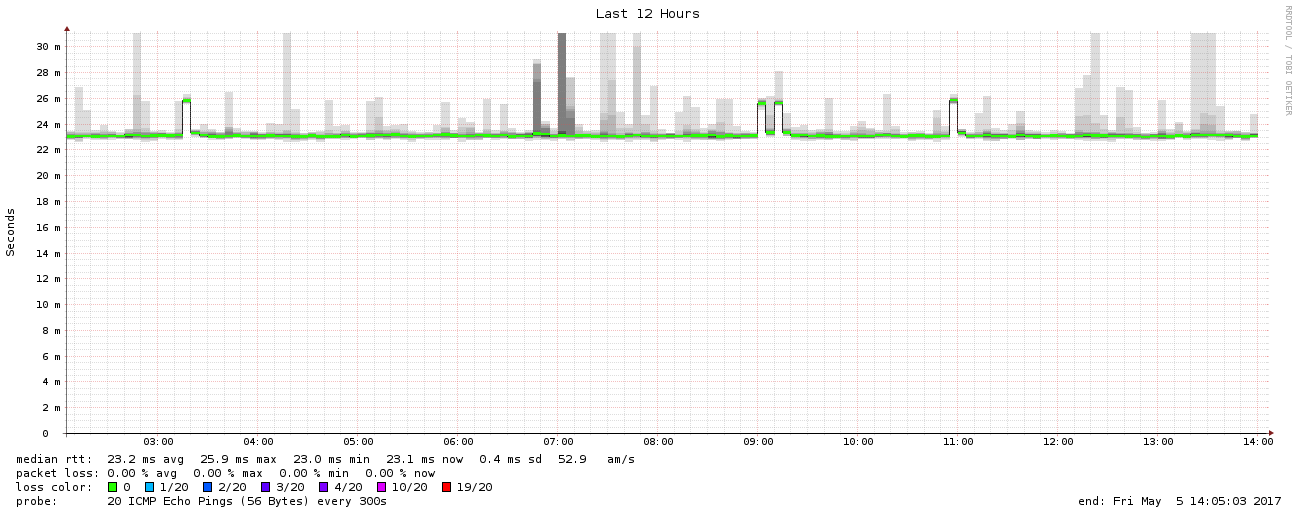 Last 12 Hours
RRDTOOL / TOBI OETIKER
Seconds
30 m
28 m
26 m
24 m
22 m
20 m
18 m
16 m
14 m
12 m
10 m
8 m
6 m
4 m
2 m
0
03:00 04:00 05:00 06:00 07:00 08:00 09:00 10:00 11:00 12:00 13:00 14:00
median rtt: 23.2 ms avg 25.9 ms max 23.0 ms min 23.1 ms now 0.4 ms sd 52.9 am/s
packet loss: 0.00 % avg 0.00 % max 0.00 % min 0.00 % now
loss color: 0 1/20 2/20 3/20 4/20 10/20 19/20
probe: 20 ICMP Echo Pings (56 Bytes) every 300s end: Fri May 5 14:05:03 2017